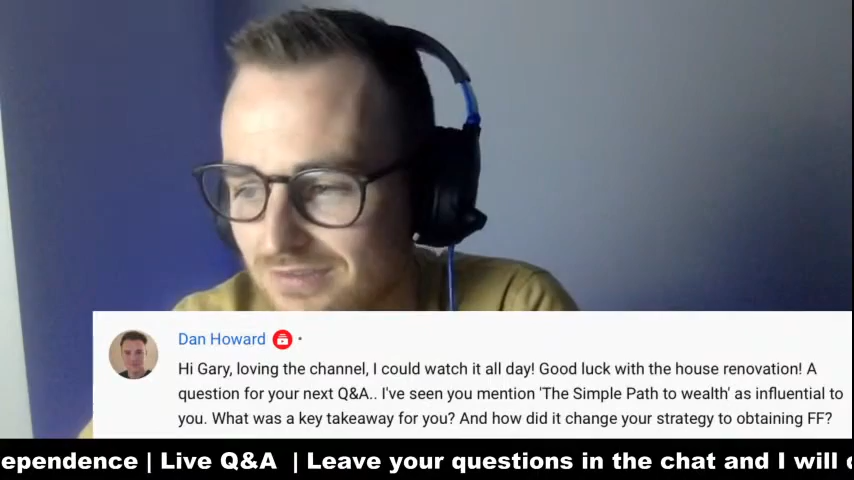 Dan Howard
Hi Gary, loving the channel, I could watch it all day! Good luck with the house renovation! A
question for your next Q&A.. I've seen you mention 'The Simple Path to wealth' as influential to
you. What was a key takeaway for you? And how did it change your strategy to obtaining FF?
ependence | Live Q&A | Leave your questions in the chat and I will